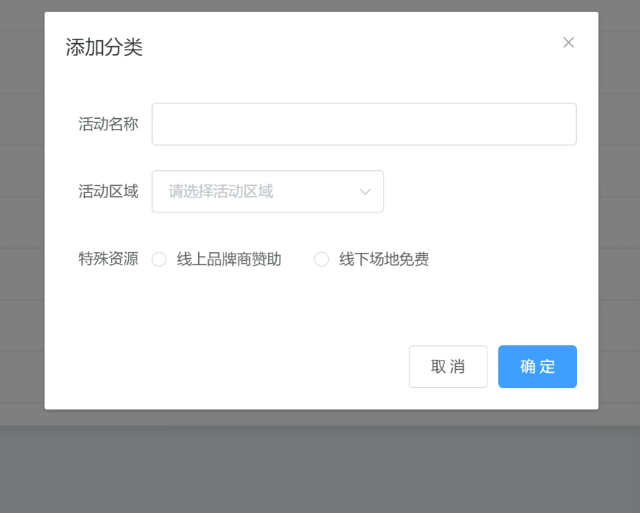 添加分类
活动名称
活动区域 请选择活动区域
特殊资源 线上品牌商赞助 线下场地免费
取消 确定